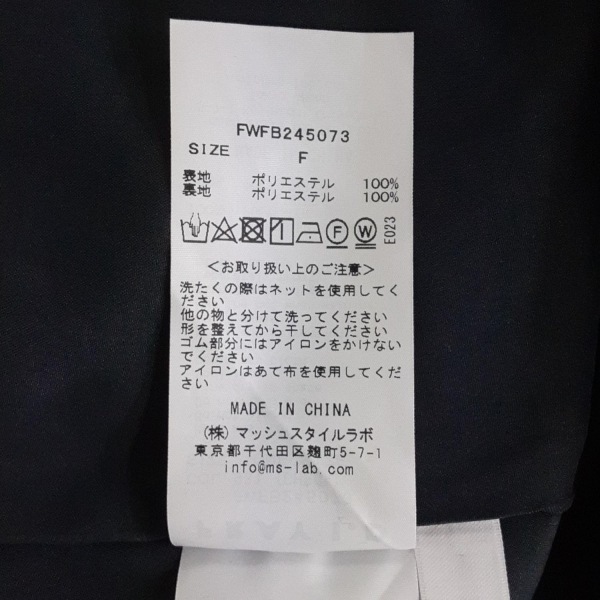 FWFB245073
SIZE F
表地 ポリエステル 100%
裏地 ポリエステル 100%
F W E023
<お取り扱い上のご注意>
洗たくの際はネットを使用してく
ださい
他の物と分けて洗ってください
形を整えてから干してください
ゴム部分にはアイロンをかけない
でください
アイロンはあて布を使用してくだ
さい
MADE IN CHINA
(株) マッシュスタイルラボ
東京都千代田区麹町5-7-1
info@ms-lab.com